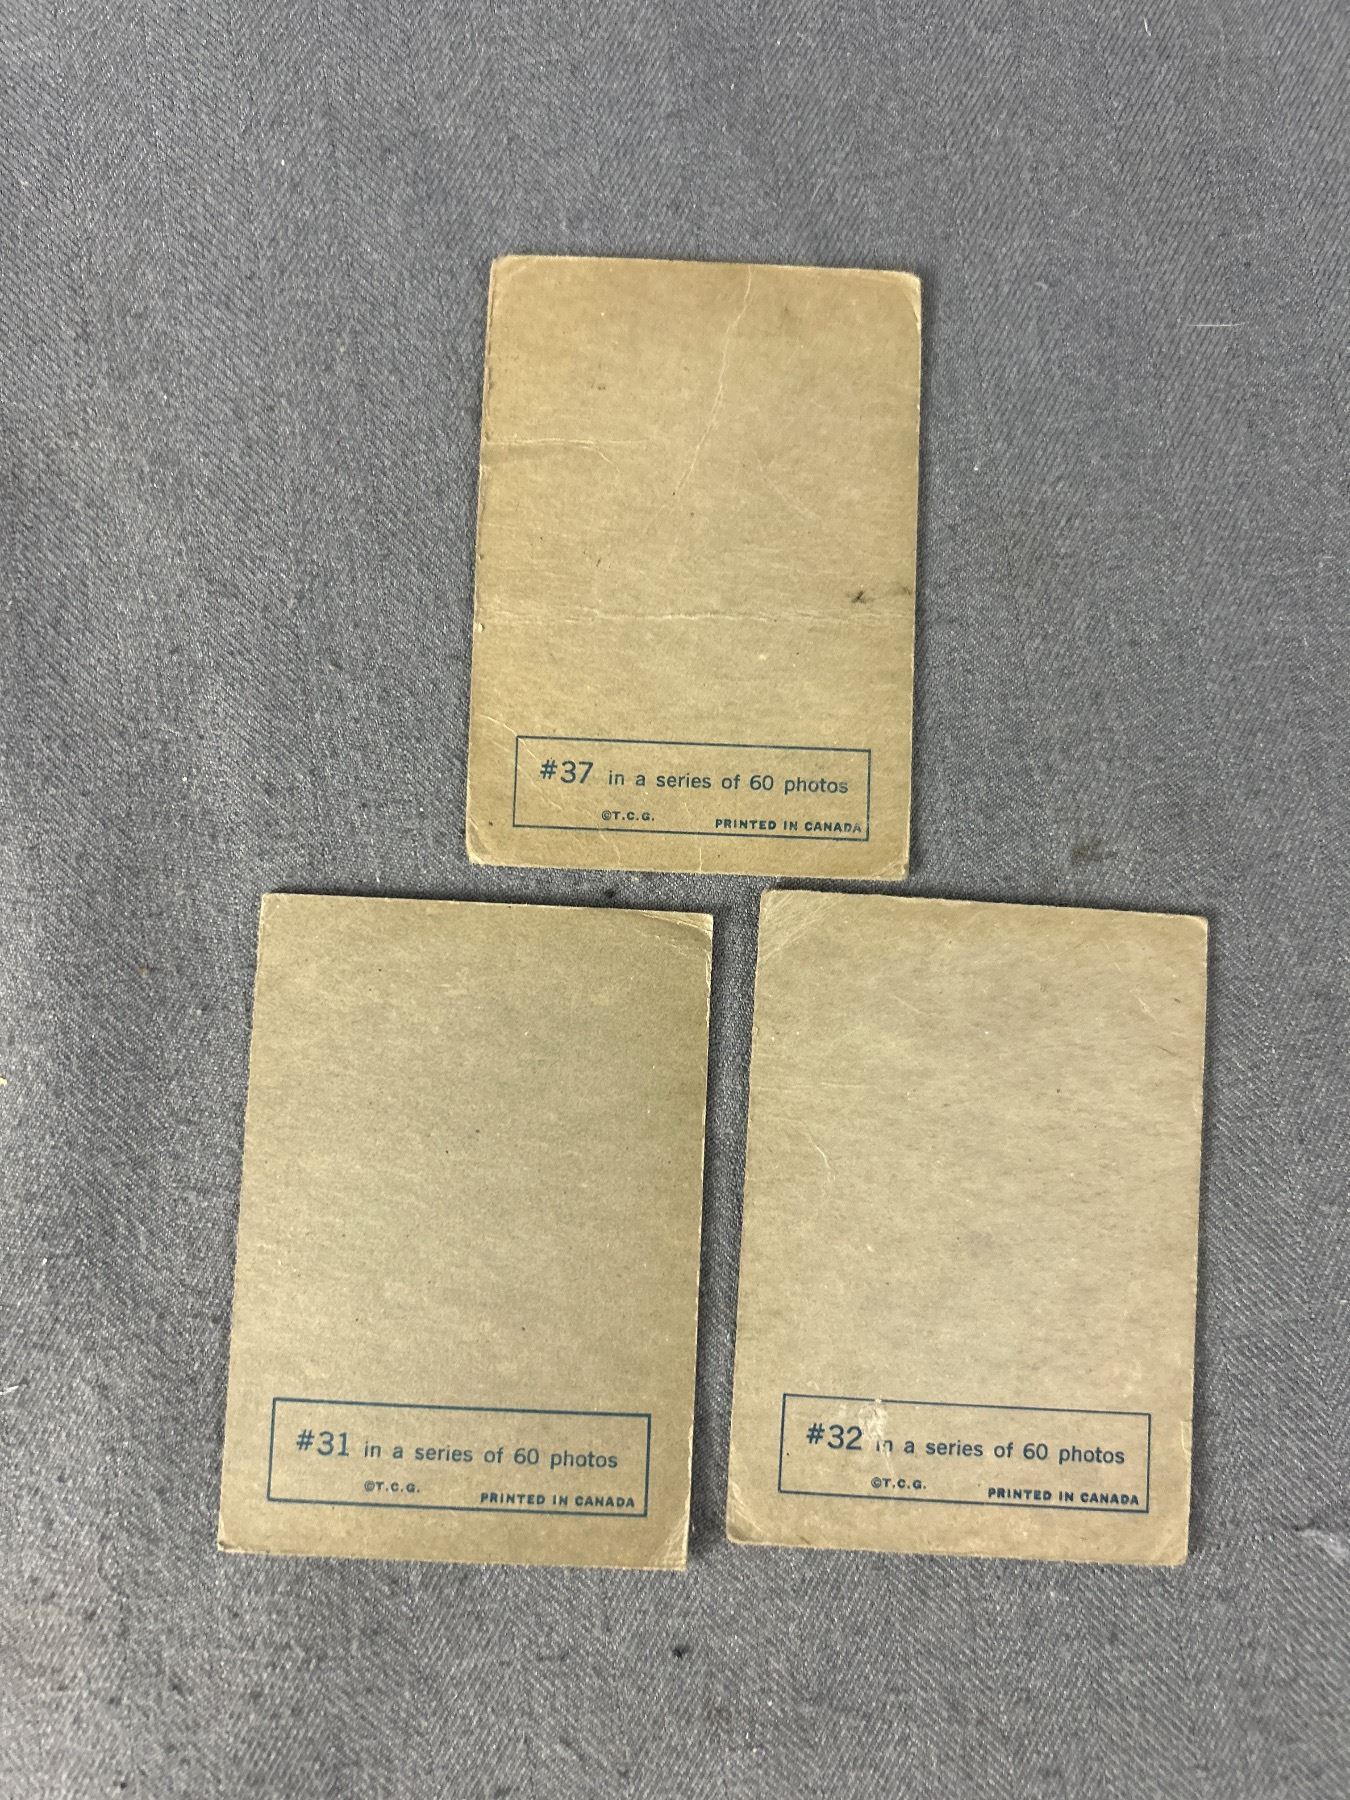 #37 in a series of 60 photos
©T.C.G. PRINTED IN CANADA
#31 in a series of 60 photos
©T.C.G. PRINTED IN CANADA
#32 in a series of 60 photos
©T.C.G. PRINTED IN CANADA